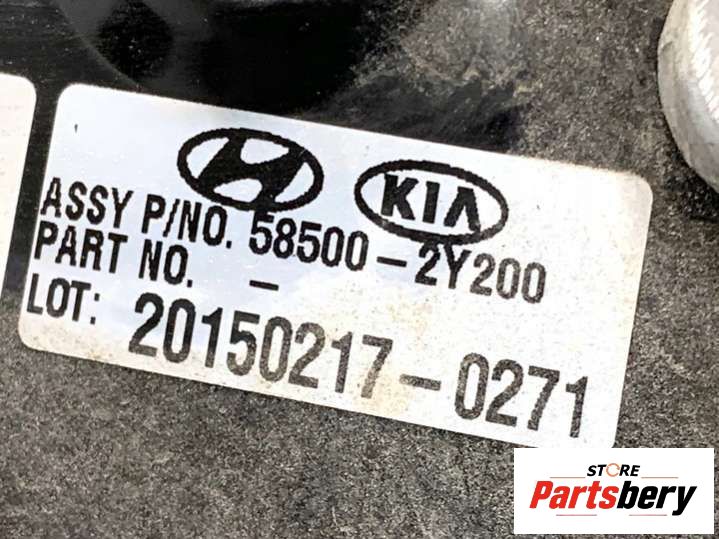 KIA
ASSY P/NO. 58500-2Y200
PART NO. -
LOT: 20150217-0271
STORE
Partsbery